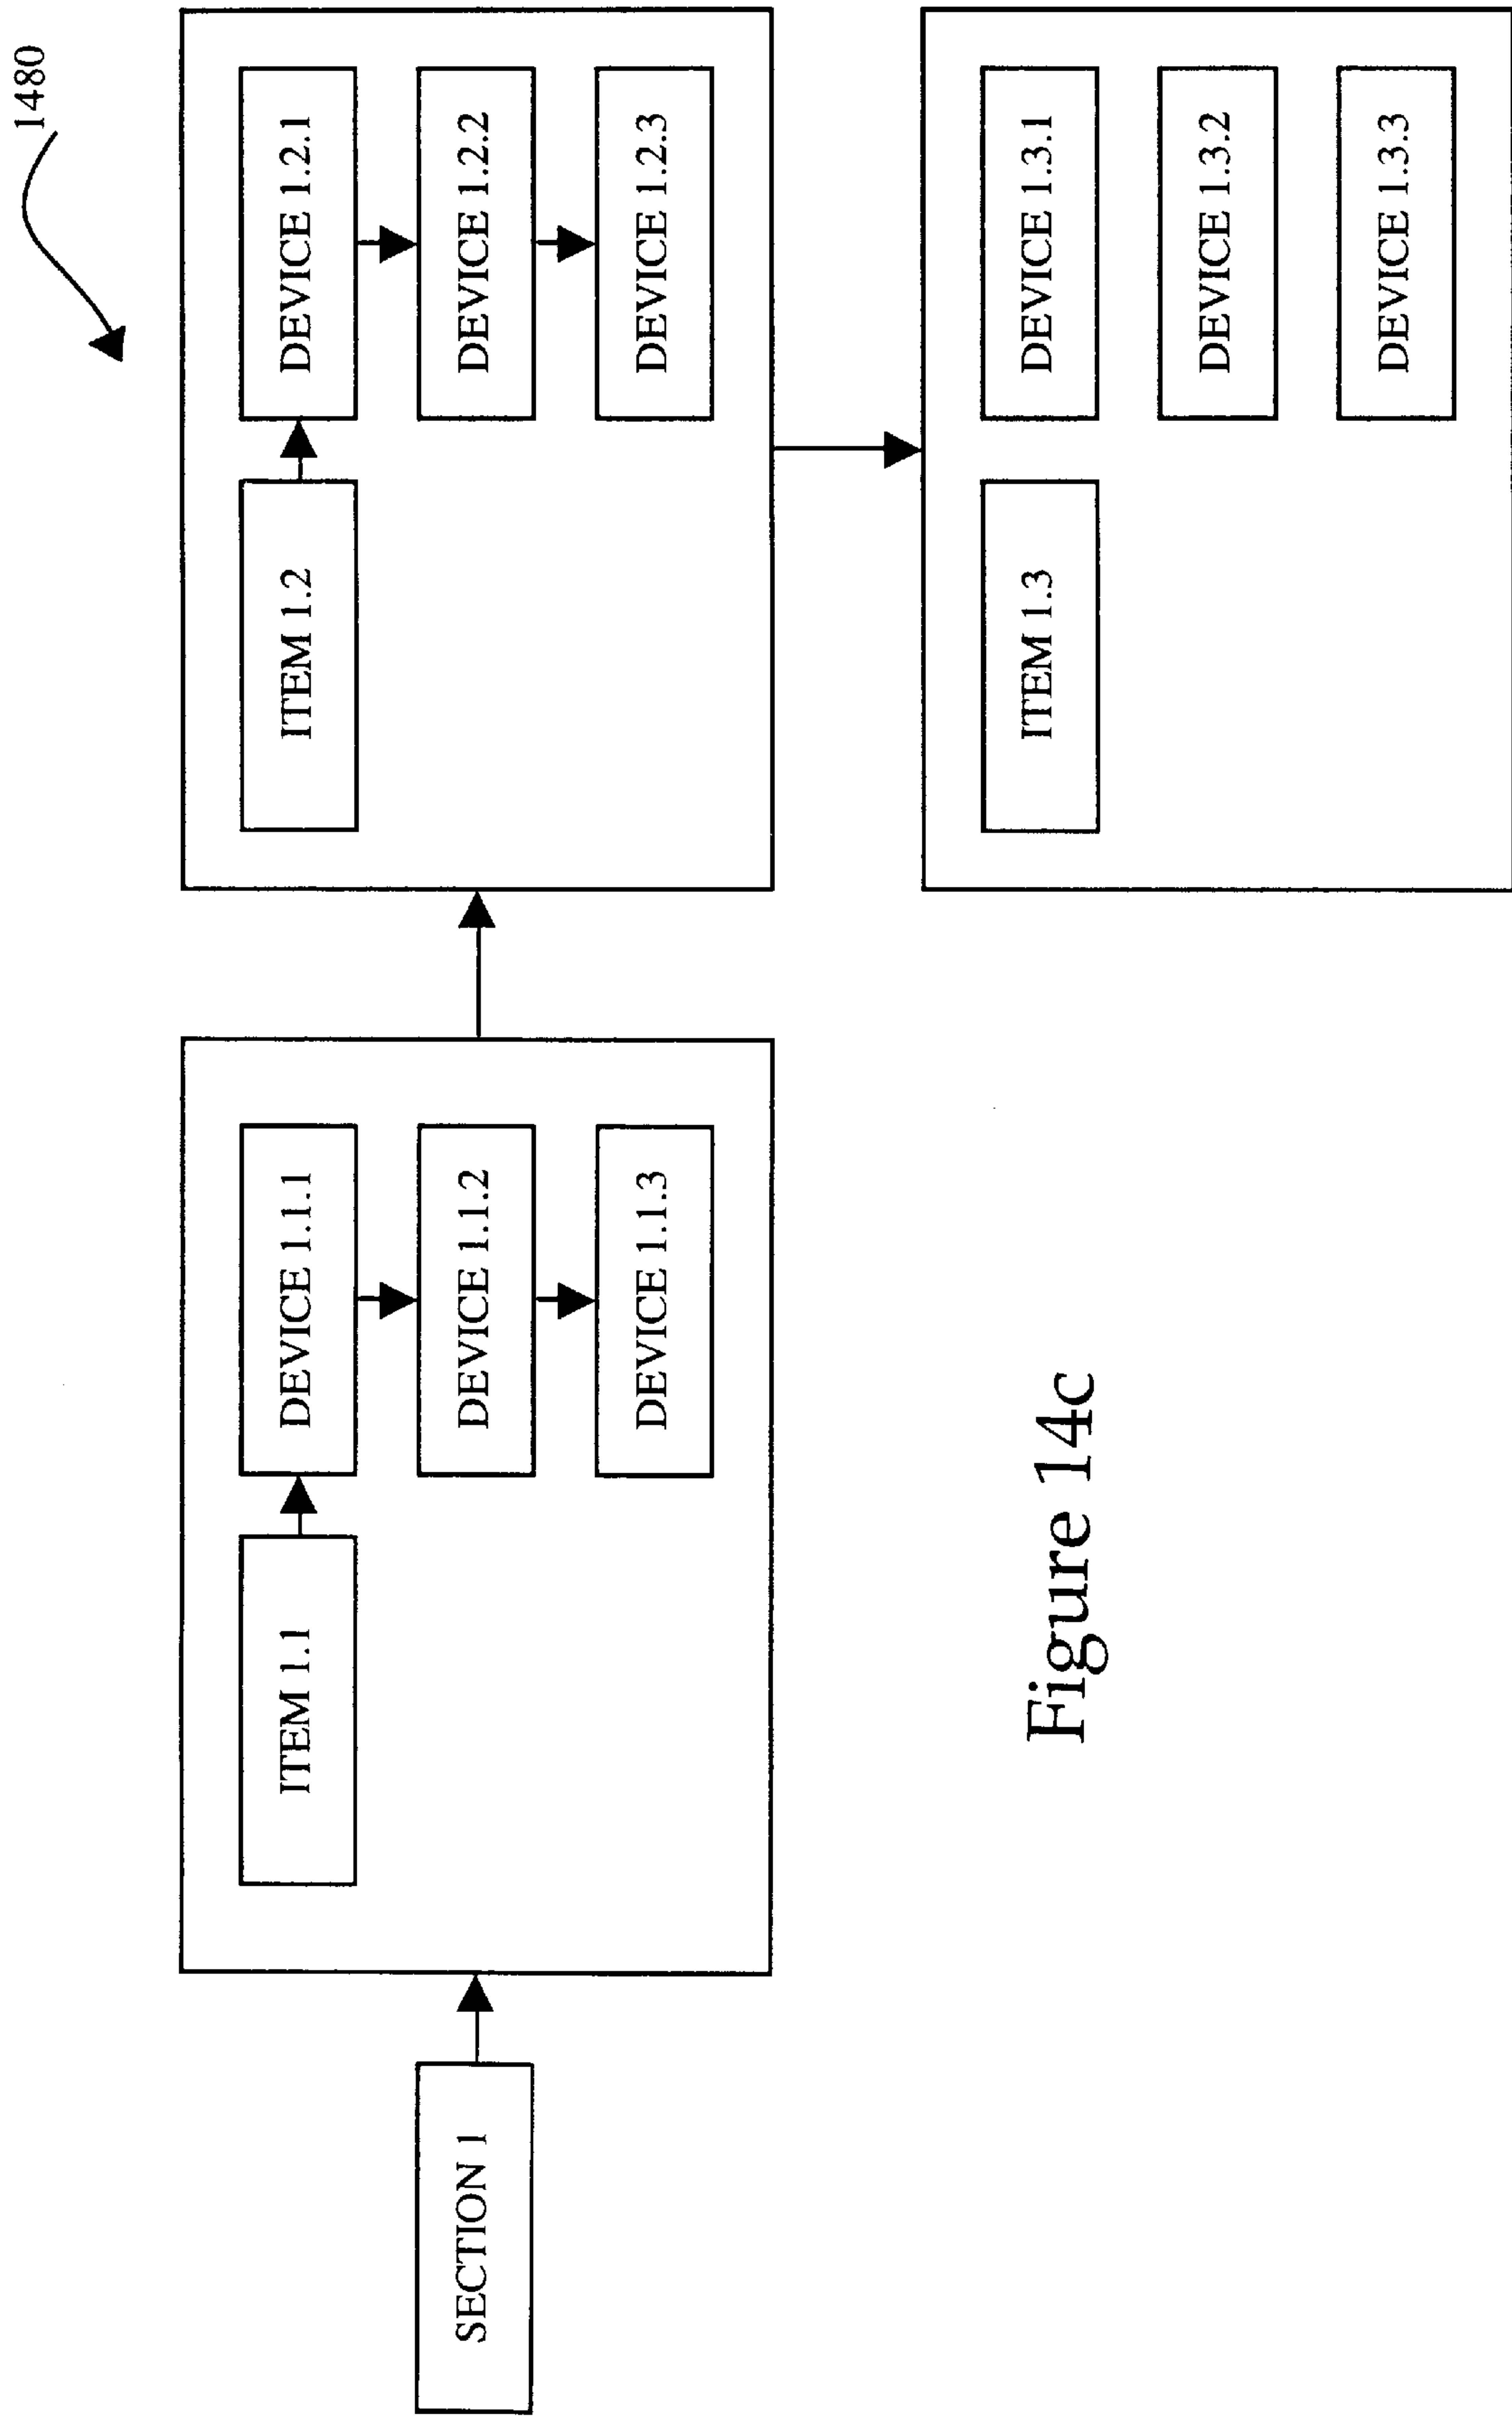 1480
SECTION 1
ITEM 1.1
DEVICE 1.1.1
DEVICE 1.1.2
DEVICE 1.1.3
ITEM 1.2
DEVICE 1.2.1
DEVICE 1.2.2
DEVICE 1.2.3
ITEM 1.3
DEVICE 1.3.1
DEVICE 1.3.2
DEVICE 1.3.3
Figure 14c